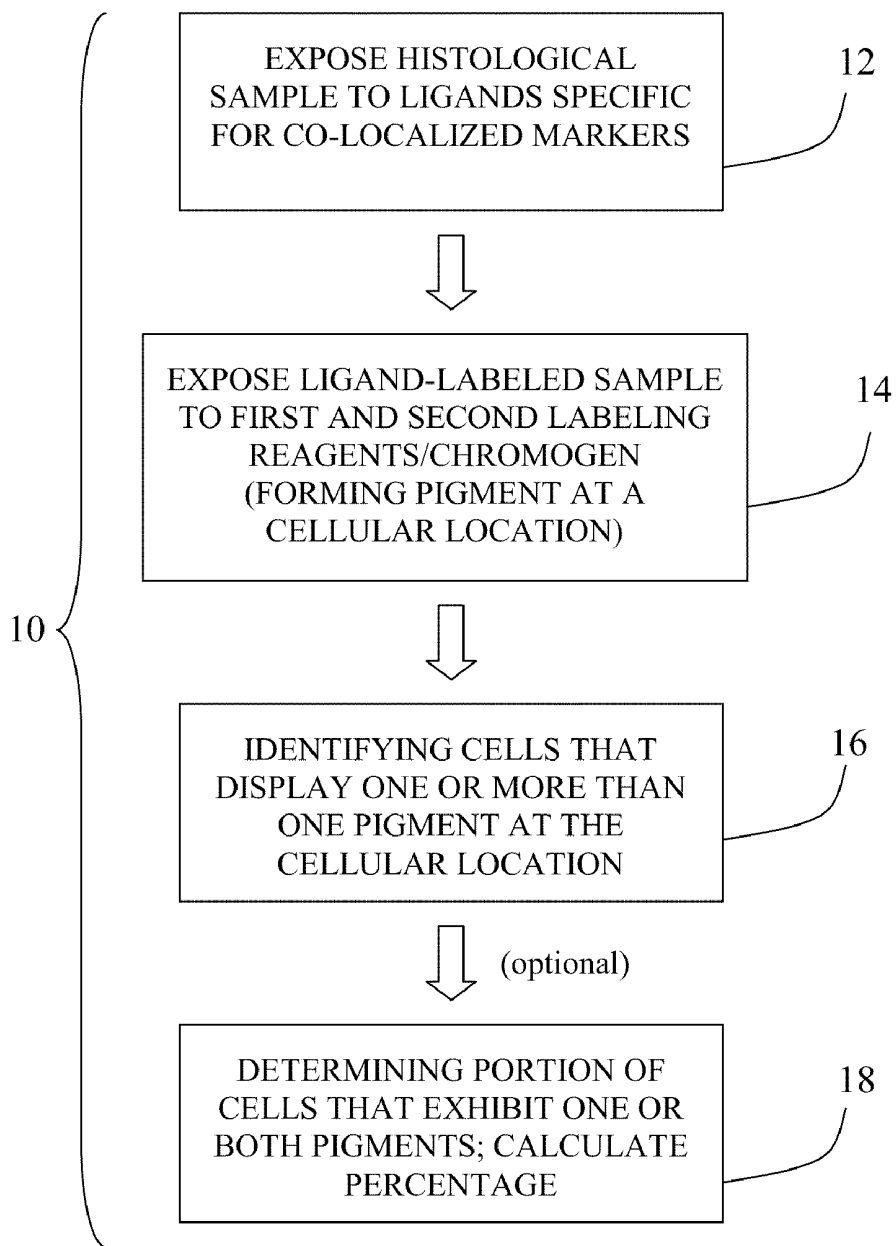 EXPOSE HISTOLOGICAL
SAMPLE TO LIGANDS SPECIFIC
FOR CO-LOCALIZED MARKERS
12
EXPOSE LIGAND-LABELED SAMPLE
TO FIRST AND SECOND LABELING
REAGENTS/CHROMOGEN
(FORMING PIGMENT AT A
CELLULAR LOCATION)
14
10
IDENTIFYING CELLS THAT
DISPLAY ONE OR MORE THAN
ONE PIGMENT AT THE
CELLULAR LOCATION
16
(optional)
DETERMINING PORTION OF
CELLS THAT EXHIBIT ONE OR
BOTH PIGMENTS; CALCULATE
PERCENTAGE
18